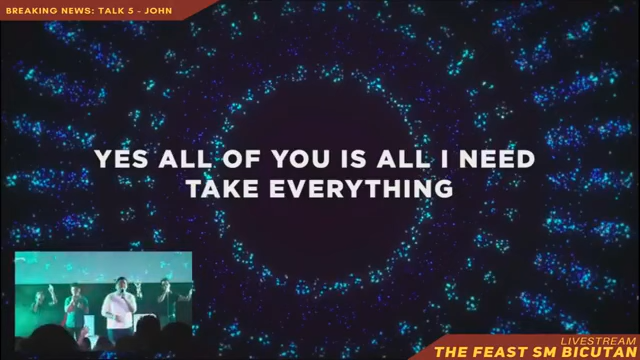 BREAKING NEWS: TALK 5 - JOHN
YES ALL OF YOU IS ALL I NEED
TAKE EVERYTHING
LIVESTREAM
THE FEAST SM BICUTAN